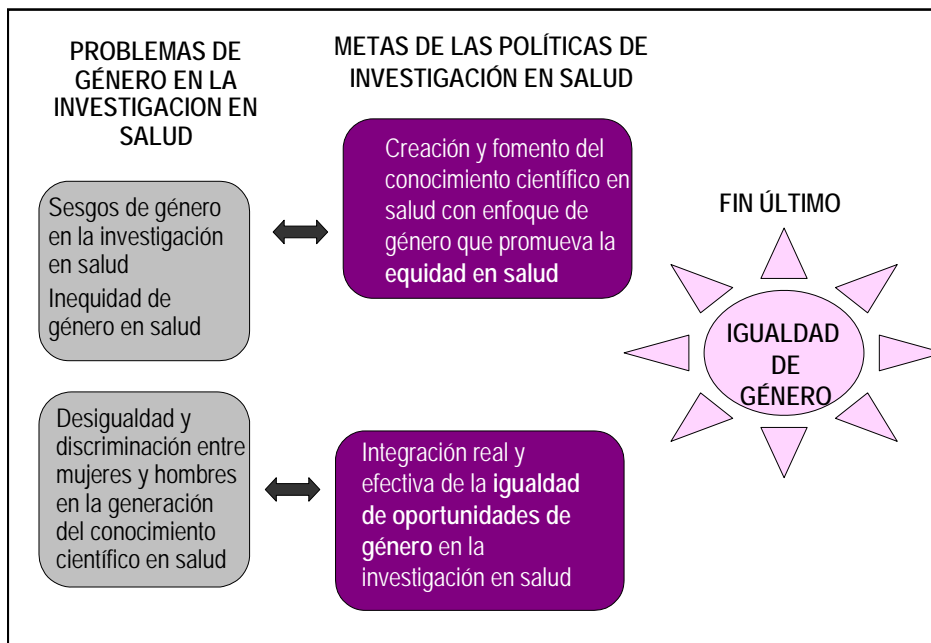 PROBLEMAS DE
GÉNERO EN LA
INVESTIGACION EN
SALUD
METAS DE LAS POLÍTICAS DE
INVESTIGACIÓN EN SALUD
Sesgos de género
en la investigación
en salud
Inequidad de
género en salud
Creación y fomento del
conocimiento científico en
salud con enfoque de
género que promueva la
equidad en salud
Desigualdad y
discriminación entre
mujeres y hombres
en la generación
del conocimiento
científico en salud
Integración real y
efectiva de la igualdad
de oportunidades de
género en la
investigación en salud
FIN ÚLTIMO
IGUALDAD
DE
GÉNERO